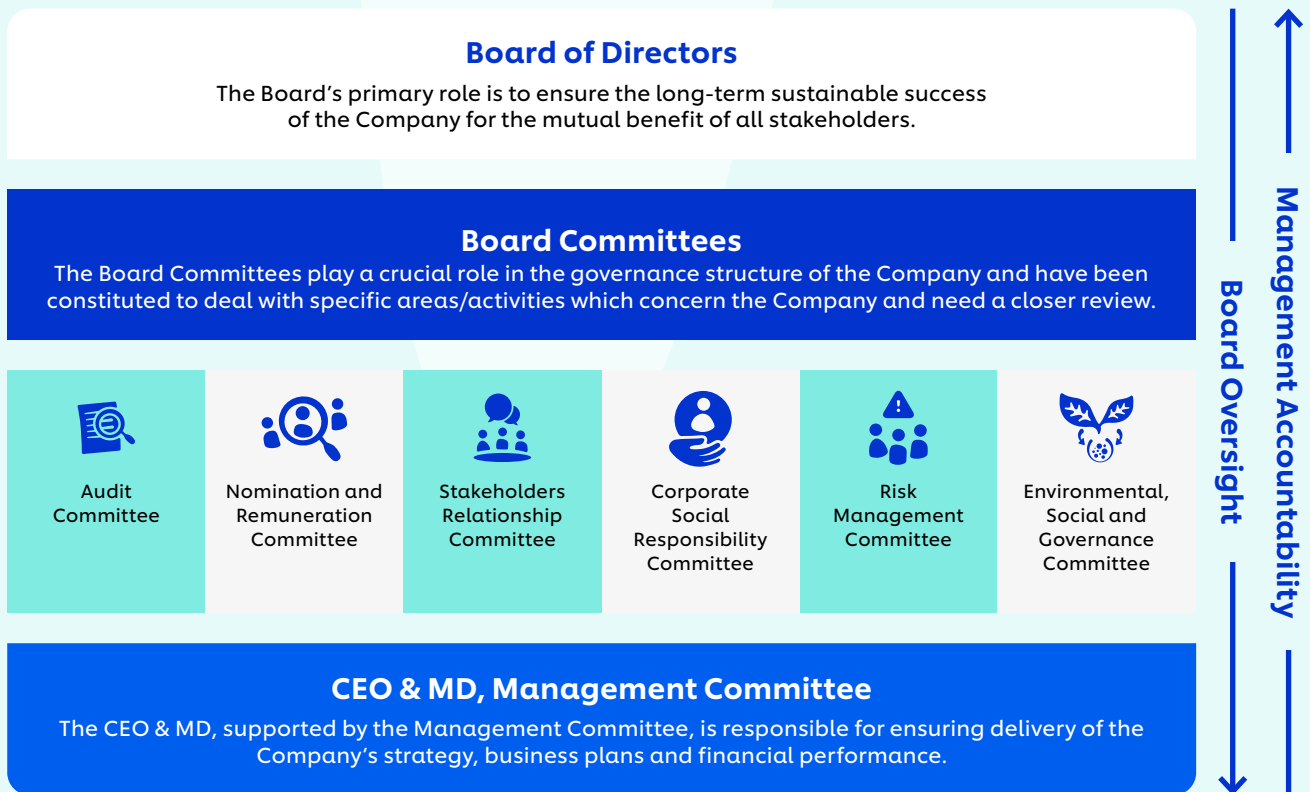 Board of Directors
The Board’s primary role is to ensure the long-term sustainable success
of the Company for the mutual benefit of all stakeholders.
Board Committees
The Board Committees play a crucial role in the governance structure of the Company and have been
constituted to deal with specific areas/activities which concern the Company and need a closer review.
Audit
Committee
Nomination and
Remuneration
Committee
Stakeholders
Relationship
Committee
Corporate
Social
Responsibility
Committee
Risk
Management
Committee
Environmental,
Social and
Governance
Committee
CEO & MD, Management Committee
The CEO & MD, supported by the Management Committee, is responsible for ensuring delivery of the
Company’s strategy, business plans and financial performance.
Board Oversight
Management Accountability